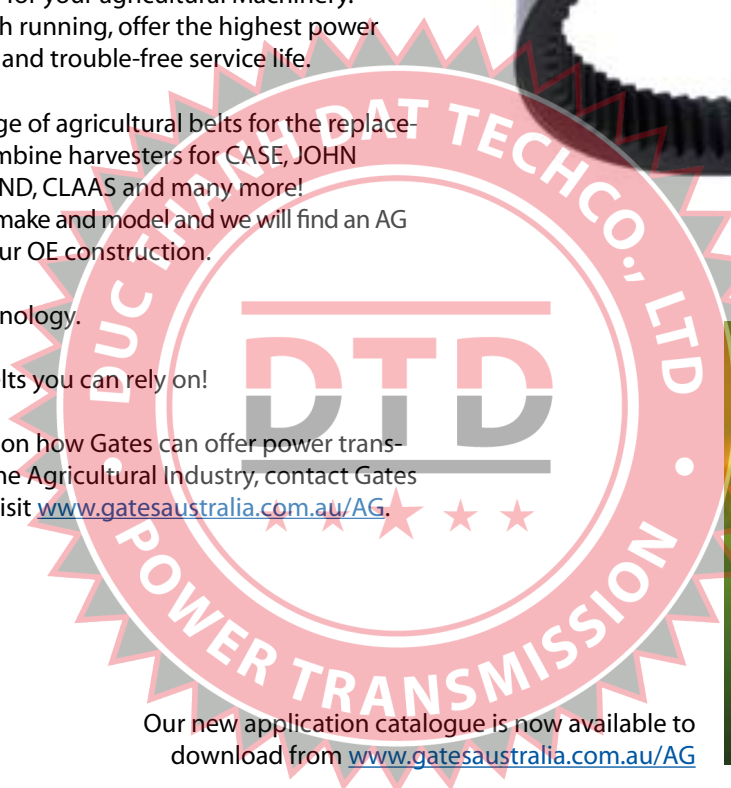 for your agricultural Machinery.
h running, offer the highest power
and trouble-free service life.
ge of agricultural belts for the replace-
mbine harvesters for CASE, JOHN
ND, CLAAS and many more!
make and model and we will find an AG
ur OE construction.
nology.
elts you can rely on!
on how Gates can offer power trans-
he Agricultural Industry, contact Gates
isit www.gatesaustralia.com.au/AG.
DUC THANH DAT TECHCO., LTD
DTD
POWER TRANSMISSION
Our new application catalogue is now available to
download from www.gatesaustralia.com.au/AG